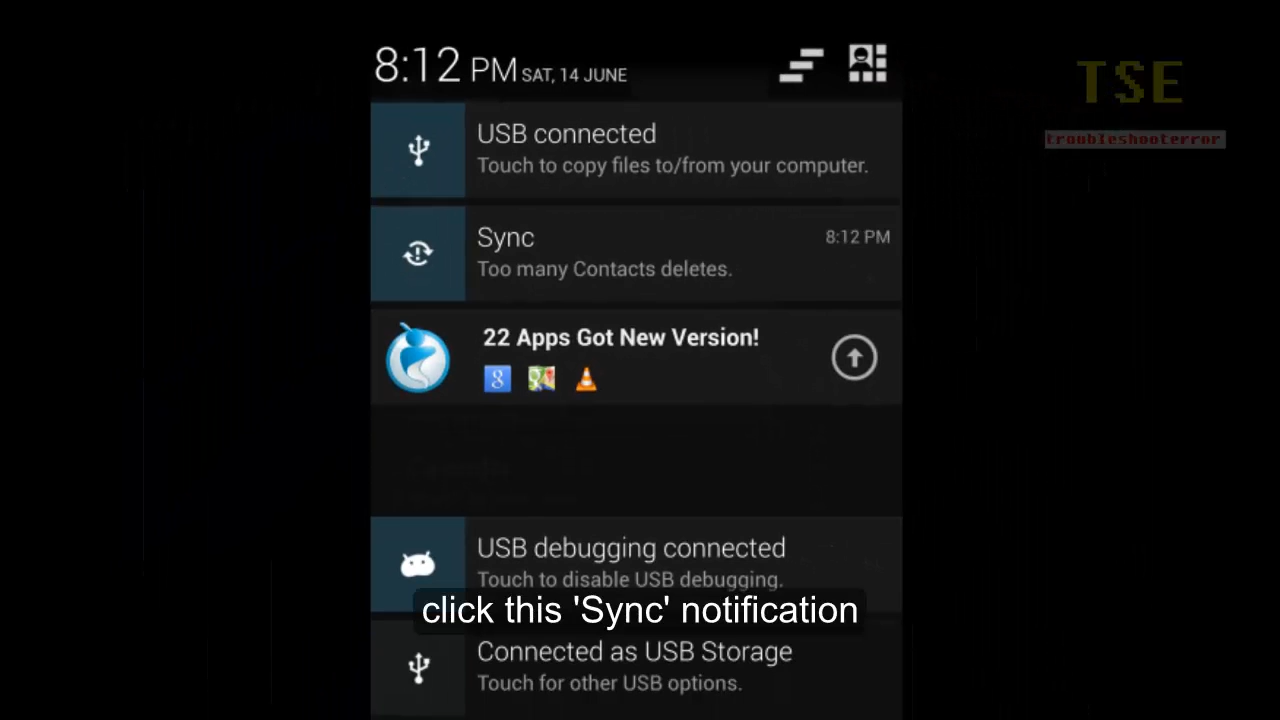 8:12 PM SAT, 14 JUNE
TSE
troubleshooterror
USB connected
Touch to copy files to/from your computer.
Sync 8:12 PM
Too many Contacts deletes.
22 Apps Got New Version!
8
USB debugging connected
Touch to disable USB debugging.
click this 'Sync' notification
Connected as USB Storage
Touch for other USB options.